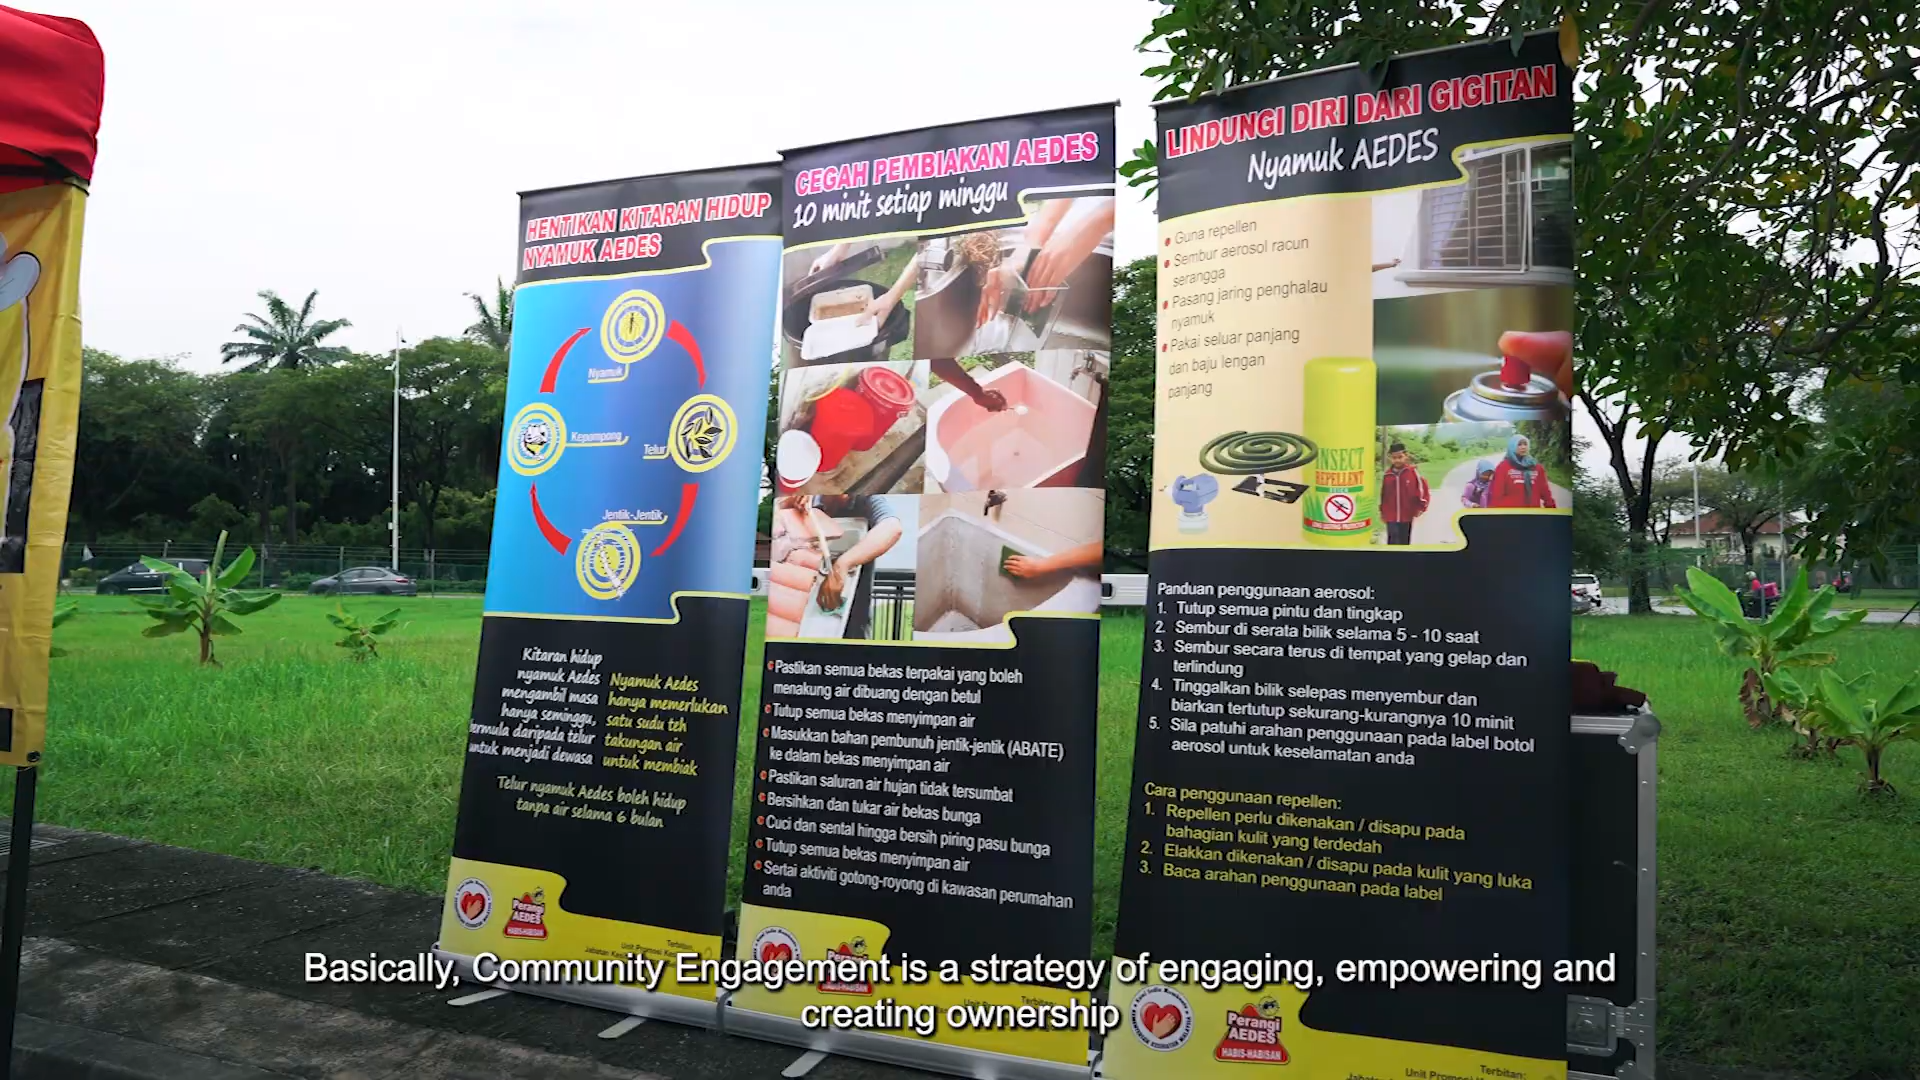 HENTIKAN KITARAN HIDUP
NYAMUK AEDES
Nyamuk
Kepompong
Telur
Jentik-Jentik
Kitaran hidup
nyamuk Aedes
mengambil masa
hanya seminggu,
bermula daripada telur
untuk menjadi dewasa
Nyamuk Aedes
hanya memerlukan
satu sudu teh
takungan air
untuk membiak
Telur nyamuk Aedes boleh hidup
tanpa air selama 6 bulan
Perangi
AEDES
HABIS-HABISAN
Terbitan:
CEGAH PEMBIAKAN AEDES
10 minit setiap minggu
Pastikan semua bekas terpakai yang boleh
menakung air dibuang dengan betul
Tutup semua bekas menyimpan air
Masukkan bahan pembunuh jentik-jentik (ABATE)
ke dalam bekas menyimpan air
Pastikan saluran air hujan tidak tersumbat
Bersihkan dan tukar air bekas bunga
Cuci dan sental hingga bersih piring pasu bunga
Tutup semua bekas menyimpan air
Sertai aktiviti gotong-royong di kawasan perumahan
anda
Terbitan:
LINDUNGI DIRI DARI GIGITAN
Nyamuk AEDES
Guna repellen
Sembur aerosol racun
serangga
Pasang jaring penghalau
nyamuk
Pakai seluar panjang
dan baju lengan
panjang
INSECT
REPELLENT
Panduan penggunaan aerosol:
1. Tutup semua pintu dan tingkap
2. Sembur di serata bilik selama 5 - 10 saat
3. Sembur secara terus di tempat yang gelap dan
terlindung
4. Tinggalkan bilik selepas menyembur dan
biarkan tertutup sekurang-kurangnya 10 minit
5. Sila patuhi arahan penggunaan pada label botol
aerosol untuk keselamatan anda
Cara penggunaan repellen:
1. Repellen perlu dikenakan / disapu pada
bahagian kulit yang terdedah
2. Elakkan dikenakan / disapu pada kulit yang luka
3. Baca arahan penggunaan pada label
Perangi
AEDES
HABIS-HABISAN
Terbitan:
Basically, Community Engagement is a strategy of engaging, empowering and
creating ownership